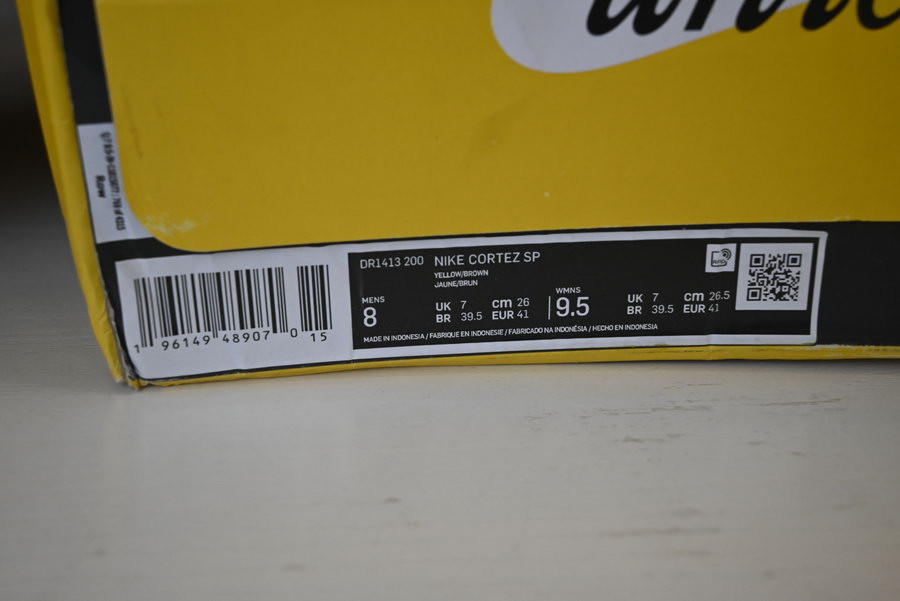 Row
DR1413 200 NIKE CORTEZ SP
YELLOW/BROWN
JAUNE/BRUN
MENS
8
UK 7 cm 26
BR 39.5 EUR 41
WMNS
9.5
UK 7 cm 26.5
BR 39.5 EUR 41
MADE IN INDONESIA / FABRIQUE EN INDONESIE / FABRICADO NA INDONÉSIA / HECHO EN INDONESIA
1 96149 48907 0 15